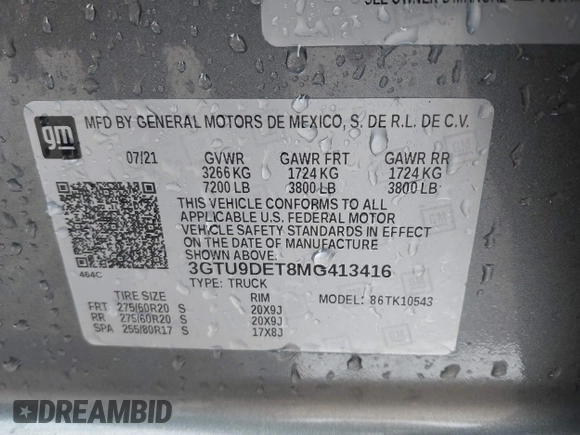 SEE OWNER'S MANUAL
gm
MFD BY GENERAL MOTORS DE MEXICO, S. DE R.L. DE C.V.
07/21 GVWR GAWR FRT GAWR RR
3266 KG 1724 KG 1724 KG
7200 LB 3800 LB 3800 LB
THIS VEHICLE CONFORMS TO ALL
APPLICABLE U.S. FEDERAL MOTOR
VEHICLE SAFETY STANDARDS IN EFFECT
ON THE DATE OF MANUFACTURE
SHOWN ABOVE.
464C
3GTU9DET8MG413416
TYPE: TRUCK
MODEL: 86TK10543
TIRE SIZE RIM
FRT 275/60R20 S 20X9J
RR 275/60R20 S 20X9J
SPA 255/80R17 S 17X8J
DREAMBID